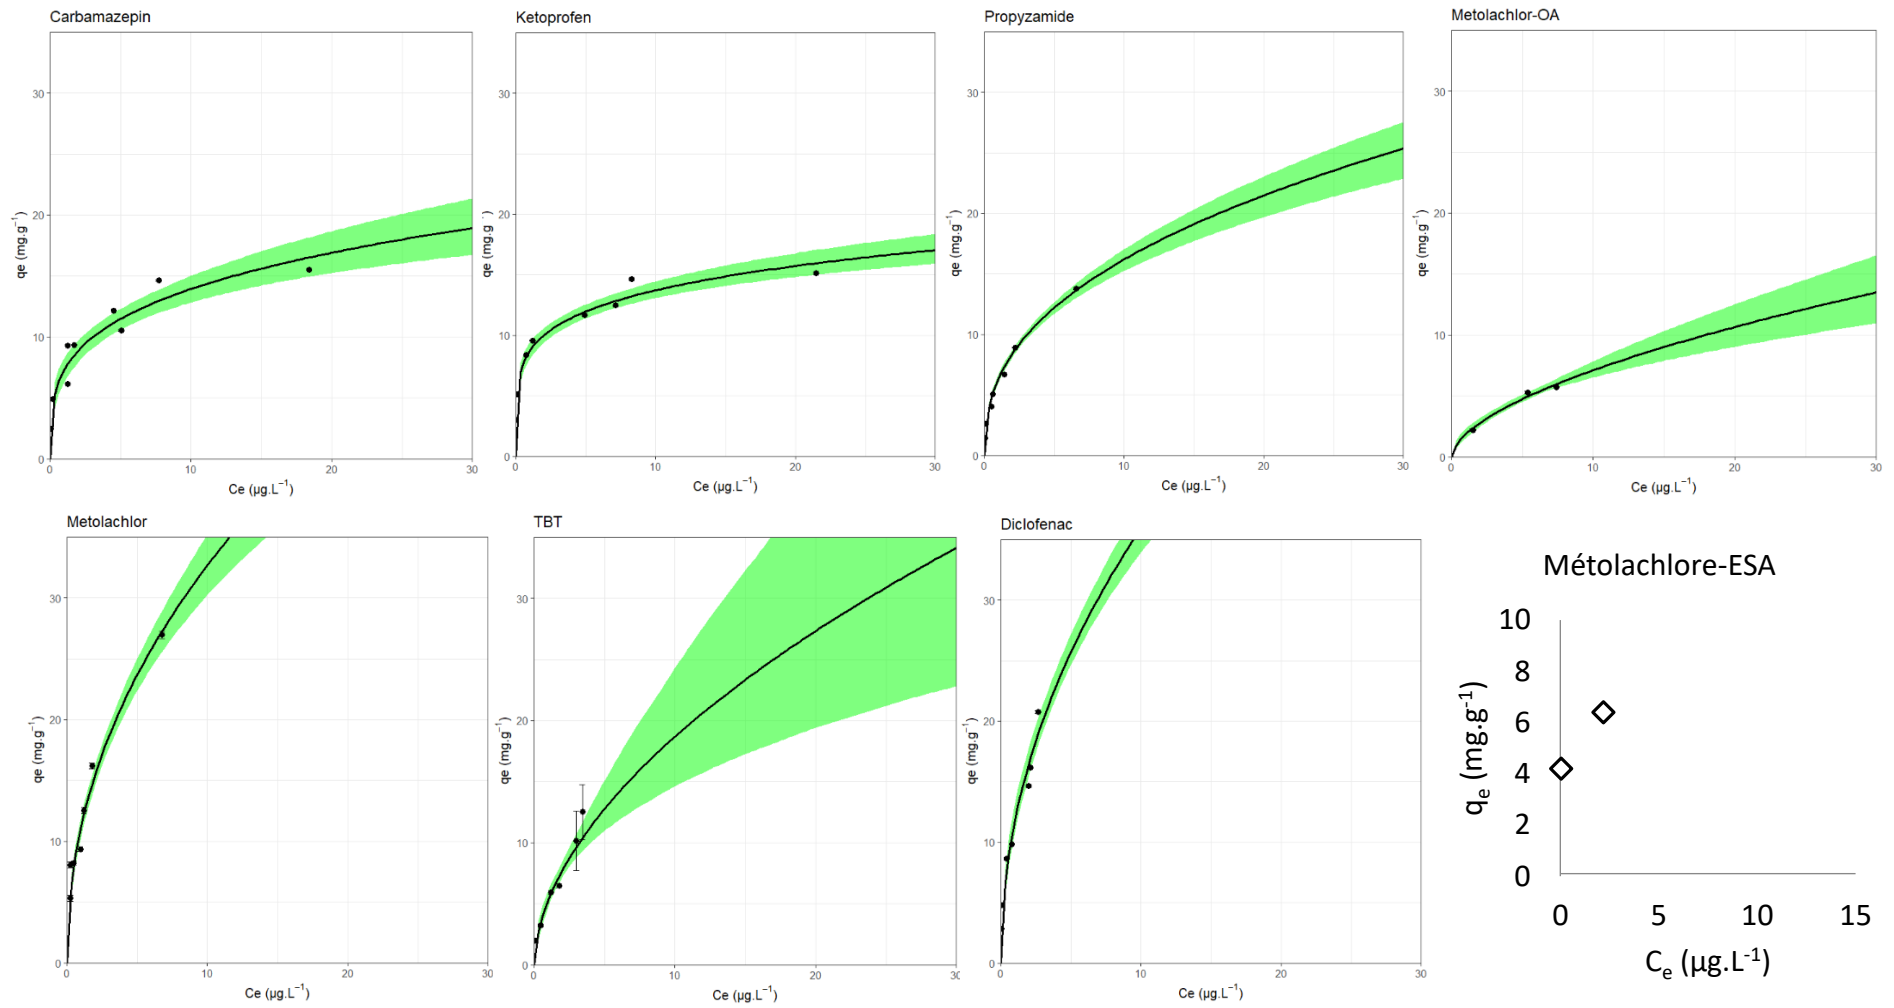 Carbamazepin
30
20
10
0
qe (mg.g⁻¹)
0 10 20 30
Ce (µg.L⁻¹)
Ketoprofen
30
20
10
0
qe (mg.g⁻
0 10 20 30
Ce (µg.L⁻¹)
Propyzamide
30
20
10
0
qe (mg.g⁻¹)
0 10 20 30
Ce (µg.L⁻¹)
Metolachlor-OA
30
20
10
0
qe (mg.g⁻¹)
0 10 20 30
Ce (µg.L⁻¹)
Metolachlor
30
20
10
0
qe (mg.g⁻¹)
0 10 20 30
Ce (µg.L⁻¹)
TBT
30
20
10
0
qe (mg.g⁻¹)
0 10 20 30
Ce (µg.L⁻¹)
Diclofenac
30
20
10
0
qe (mg.g⁻¹)
0 10 20 30
Ce (µg.L⁻¹)
Métolachlore-ESA
10
8
6
4
2
0
qₑ (mg.g⁻¹)
0 5 10 15
Cₑ (µg.L⁻¹)